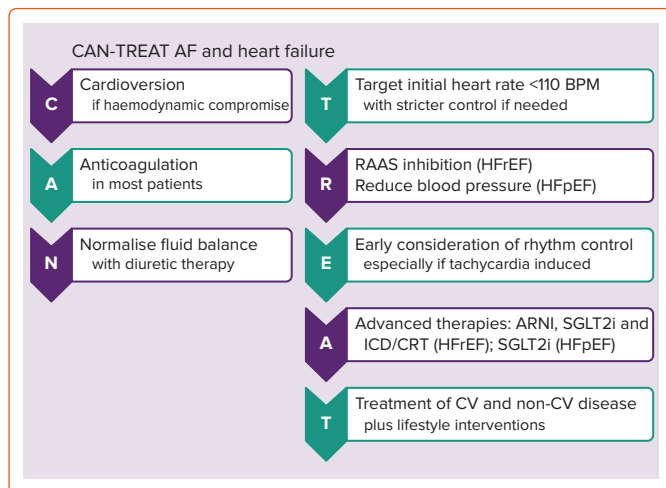 CAN-TREAT AF and heart failure
C
Cardioversion
if haemodynamic compromise
A
Anticoagulation
in most patients
N
Normalise fluid balance
with diuretic therapy
T
Target initial heart rate <110 BPM
with stricter control if needed
R
RAAS inhibition (HFrEF)
Reduce blood pressure (HFpEF)
E
Early consideration of rhythm control
especially if tachycardia induced
A
Advanced therapies: ARNI, SGLT2i and
ICD/CRT (HFrEF); SGLT2i (HFpEF)
T
Treatment of CV and non-CV disease
plus lifestyle interventions